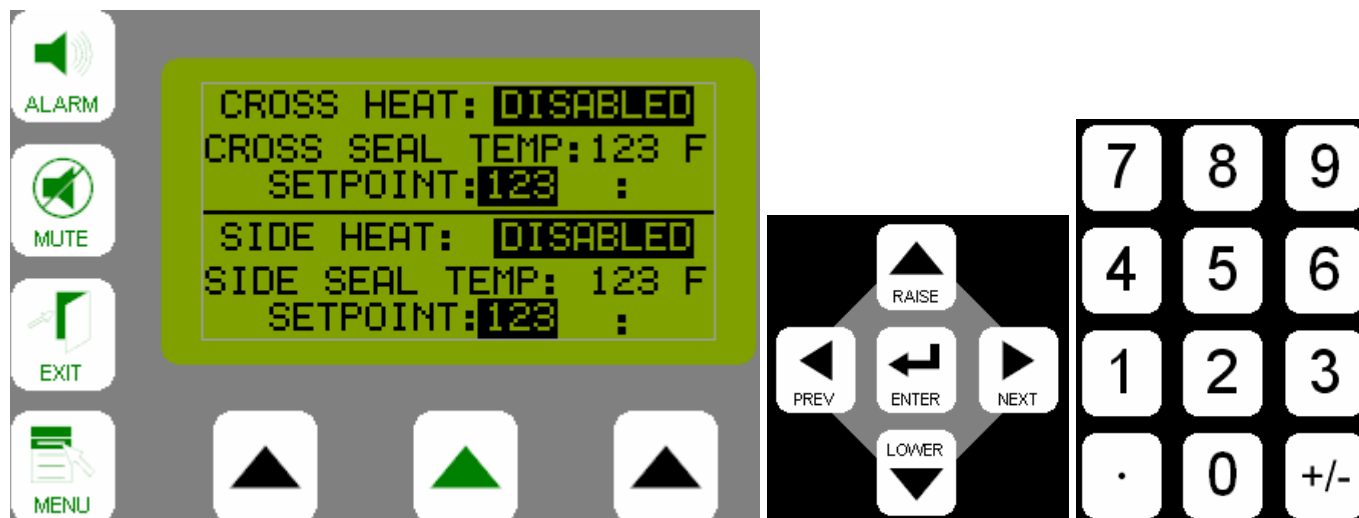 ALARM
MUTE
EXIT
MENU
CROSS HEAT: DISABLED
CROSS SEAL TEMP:123 F
SETPOINT:123 :
SIDE HEAT: DISABLED
SIDE SEAL TEMP: 123 F
SETPOINT:123 :
RAISE
PREV ENTER NEXT
LOWER
7 8 9
4 5 6
1 2 3
. 0 +/-